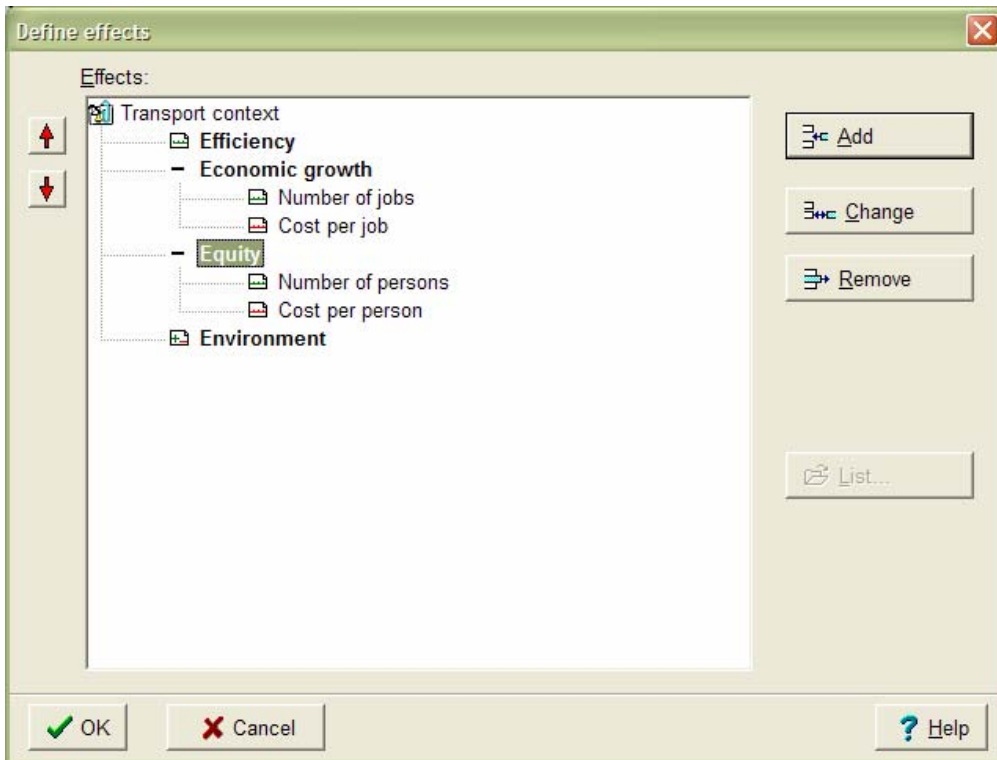 Define effects
Effects:
Transport context
Efficiency
Economic growth
Number of jobs
Cost per job
Equity
Number of persons
Cost per person
Environment
Add
Change
Remove
List...
OK
Cancel
? Help